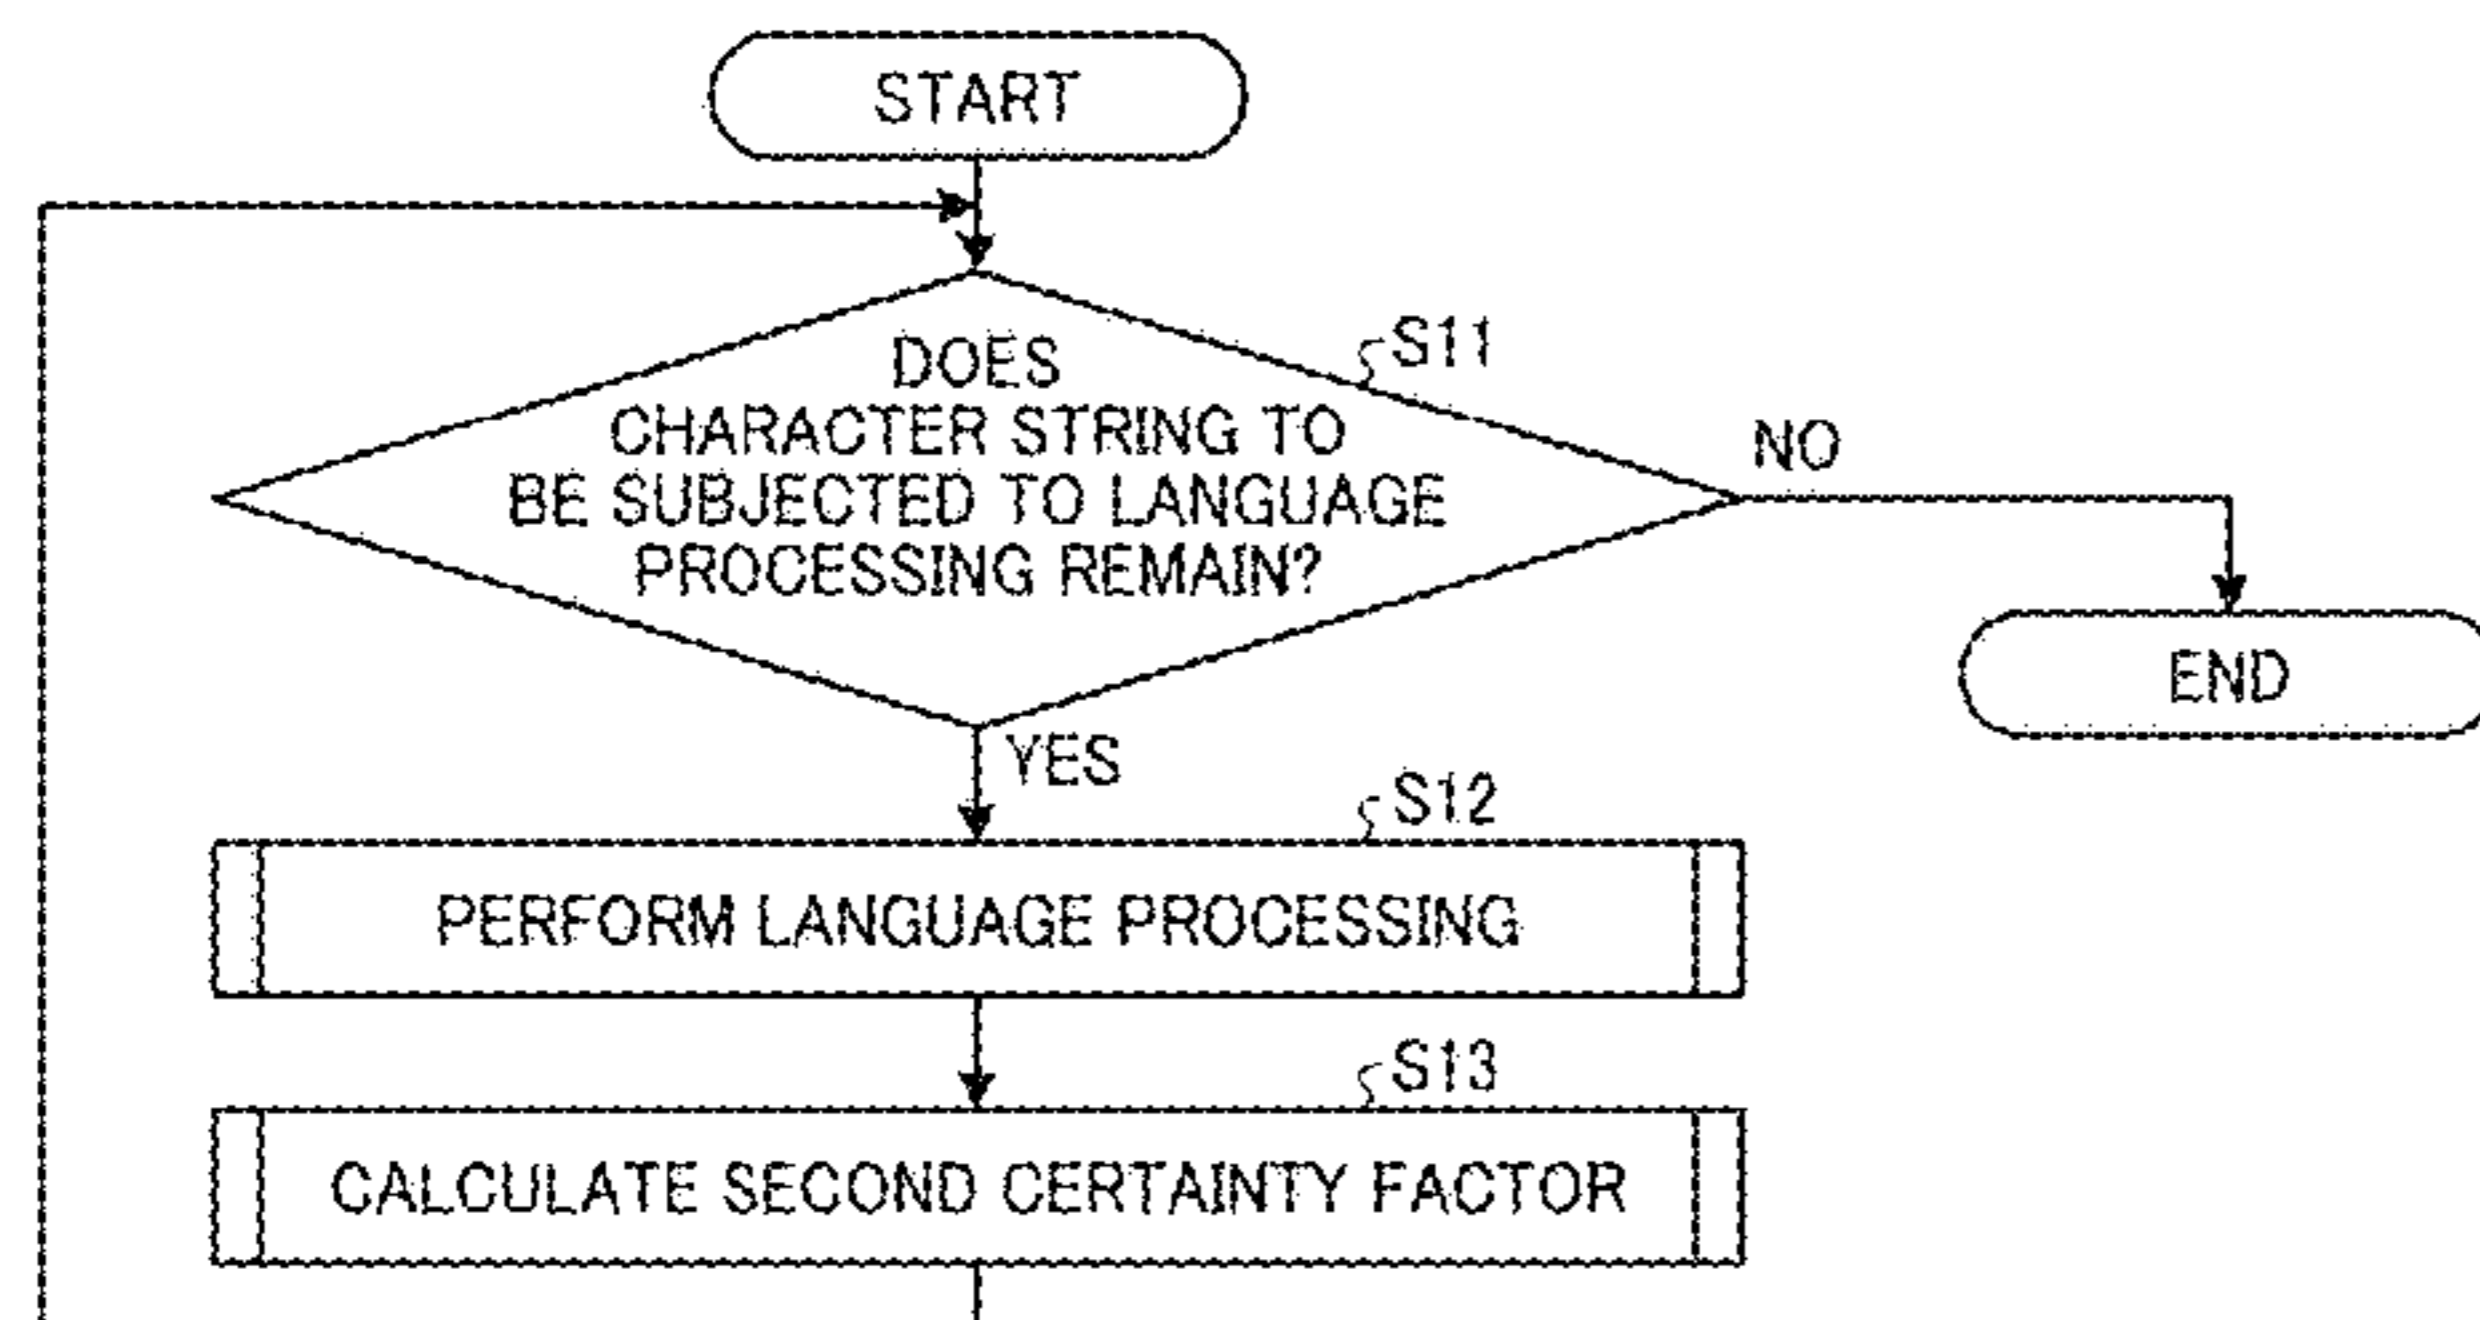 START
S11
DOES
CHARACTER STRING TO
BE SUBJECTED TO LANGUAGE
PROCESSING REMAIN?
NO
END
YES
S12
PERFORM LANGUAGE PROCESSING
S13
CALCULATE SECOND CERTAINTY FACTOR